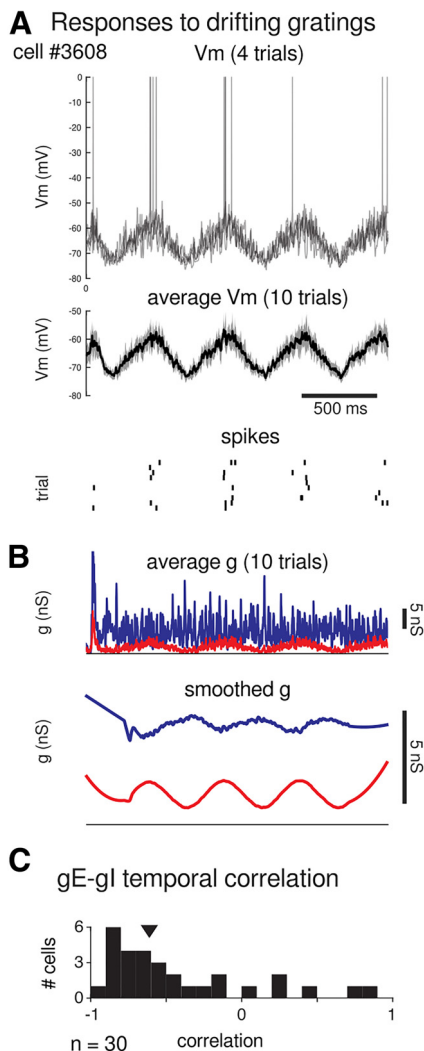 A Responses to drifting gratings
cell #3608
Vm (4 trials)
0
-10
-20
-30
-40
-50
-60
-70
-80
Vm (mV)
0
average Vm (10 trials)
-50
-60
-70
-80
Vm (mV)
500 ms
spikes
trial
B
average g (10 trials)
g (nS)
5 nS
smoothed g
g (nS)
5 nS
C
gE-gI temporal correlation
6
3
0
# cells
-1 0 1
n = 30 correlation